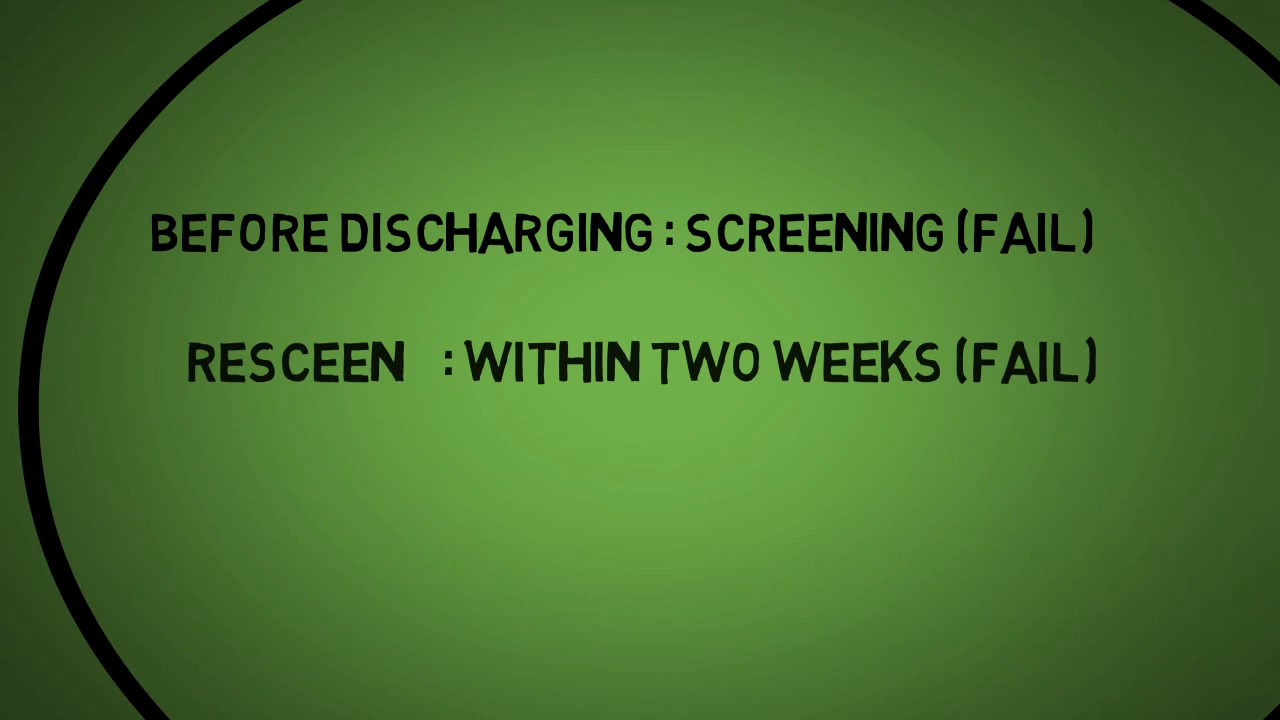 BEFORE DISCHARGING : SCREENING (FAIL)
RESCEEN : WITHIN TWO WEEKS (FAIL)